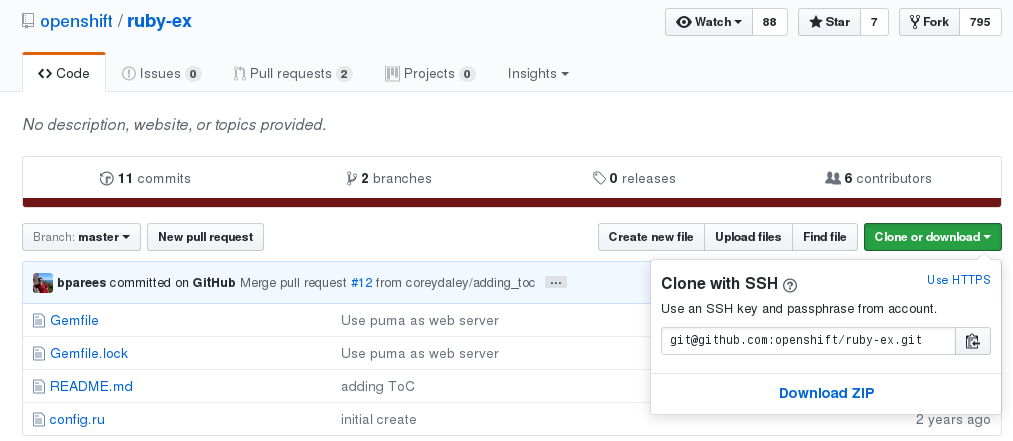 openshift / ruby-ex
Watch 88 Star 7 Fork 795
Code Issues 0 Pull requests 2 Projects 0 Insights
No description, website, or topics provided.
11 commits 2 branches 0 releases 6 contributors
Branch: master New pull request Create new file Upload files Find file Clone or download
bparees committed on GitHub Merge pull request #12 from coreydaley/adding_toc ...
Clone with SSH ? Use HTTPS
Use an SSH key and passphrase from account.
git@github.com:openshift/ruby-ex.git
Download ZIP
Gemfile Use puma as web server
Gemfile.lock Use puma as web server
README.md adding ToC
config.ru initial create 2 years ago